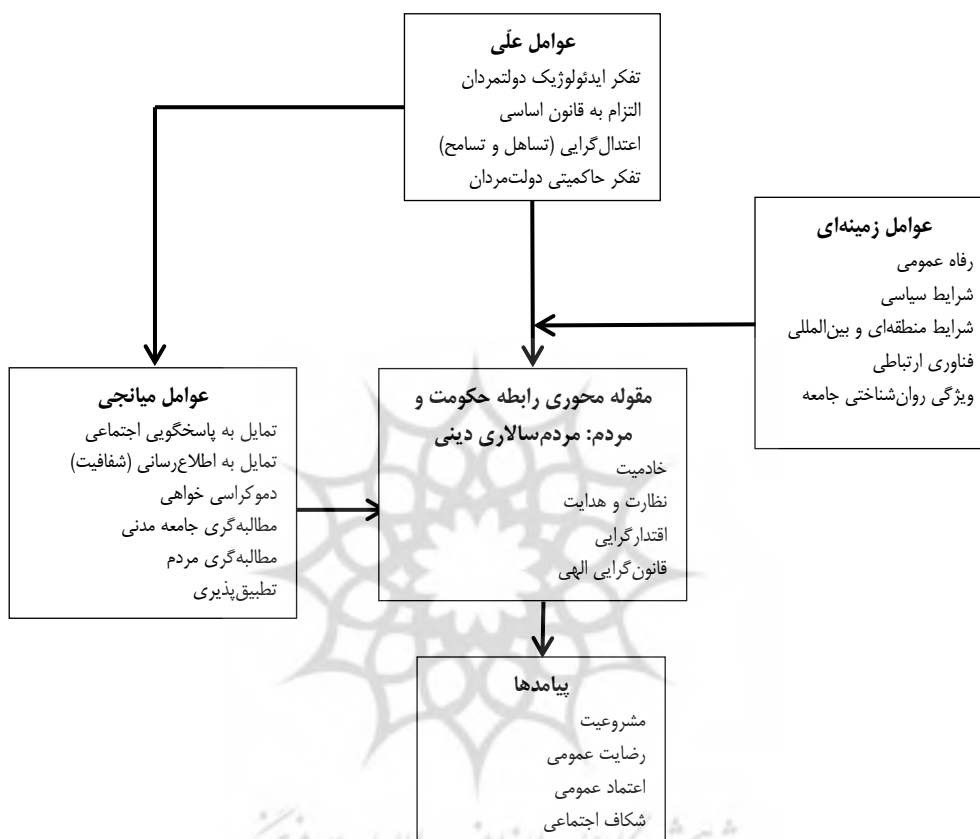 عوامل علّی
تفکر ایدئولوژیک دولتمردان
التزام به قانون اساسی
اعتدال‌گرایی (تساهل و تسامح)
تفکر حاکمیتی دولت‌مردان
عوامل زمینه‌ای
رفاه عمومی
شرایط سیاسی
شرایط منطقه‌ای و بین‌المللی
فناوری ارتباطی
ویژگی روان‌شناختی جامعه
مقوله محوری رابطه حکومت و
مردم: مردم‌سالاری دینی
خادمیت
نظارت و هدایت
اقتدارگرایی
قانون‌گرایی الهی
عوامل میانجی
تمایل به پاسخگویی اجتماعی
تمایل به اطلاع‌رسانی (شفافیت)
دموکراسی خواهی
مطالبه‌گری جامعه مدنی
مطالبه‌گری مردم
تطبیق‌پذیری
پیامدها
مشروعیت
رضایت عمومی
اعتماد عمومی
شکاف اجتماعی